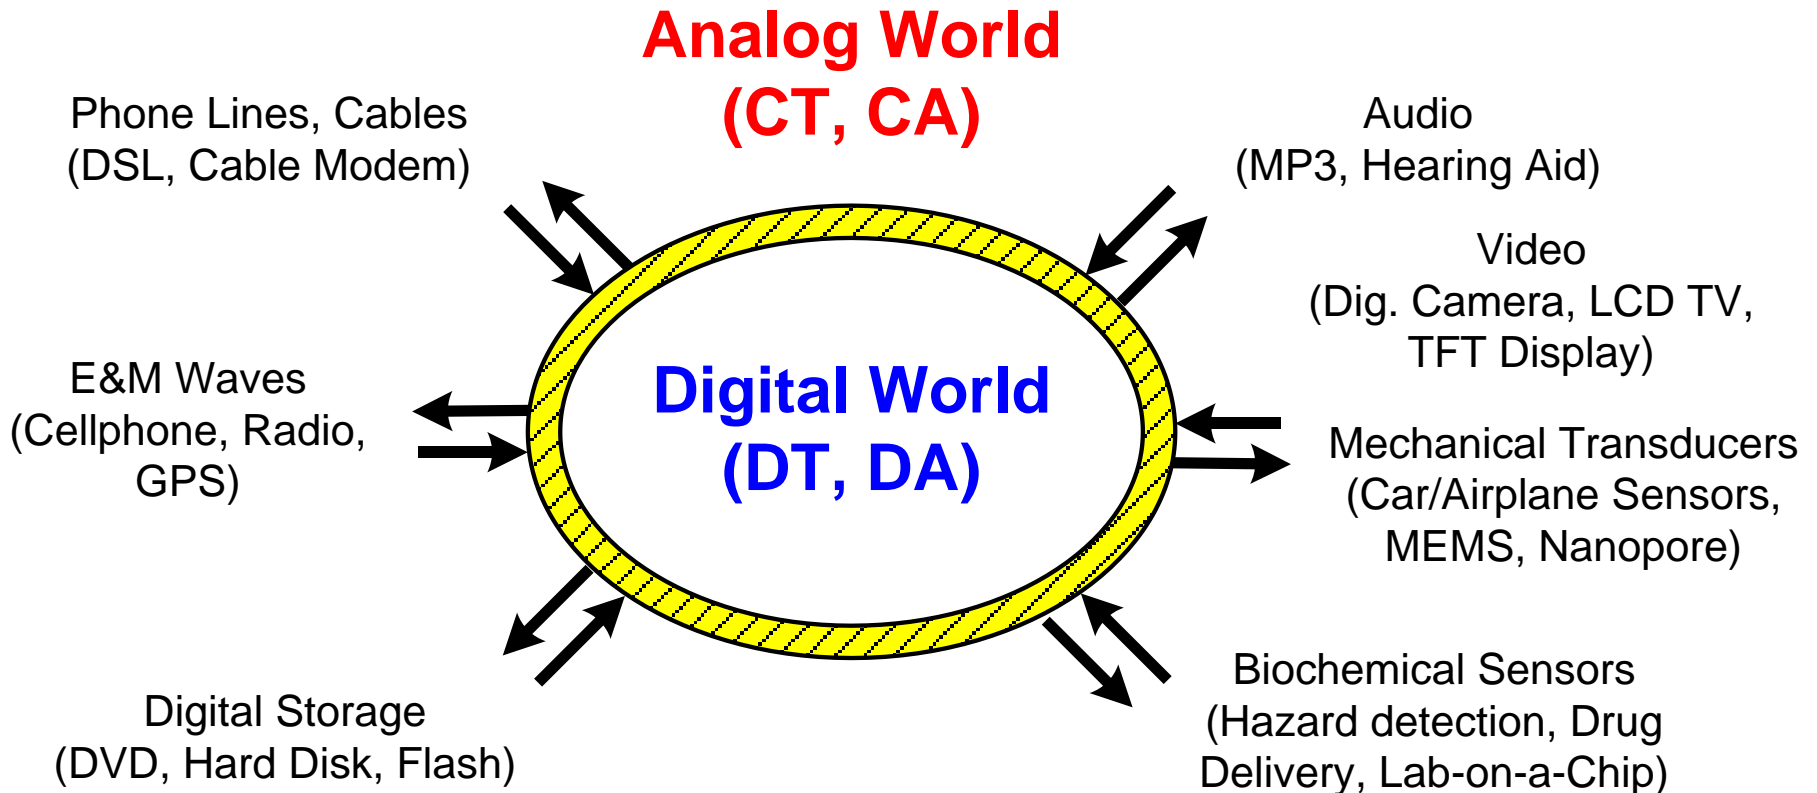 Analog World
(CT, CA)
Phone Lines, Cables
(DSL, Cable Modem)
Audio
(MP3, Hearing Aid)
Video
(Dig. Camera, LCD TV,
TFT Display)
E&M Waves
(Cellphone, Radio,
GPS)
Digital World
(DT, DA)
Mechanical Transducers
(Car/Airplane Sensors,
MEMS, Nanopore)
Digital Storage
(DVD, Hard Disk, Flash)
Biochemical Sensors
(Hazard detection, Drug
Delivery, Lab-on-a-Chip)